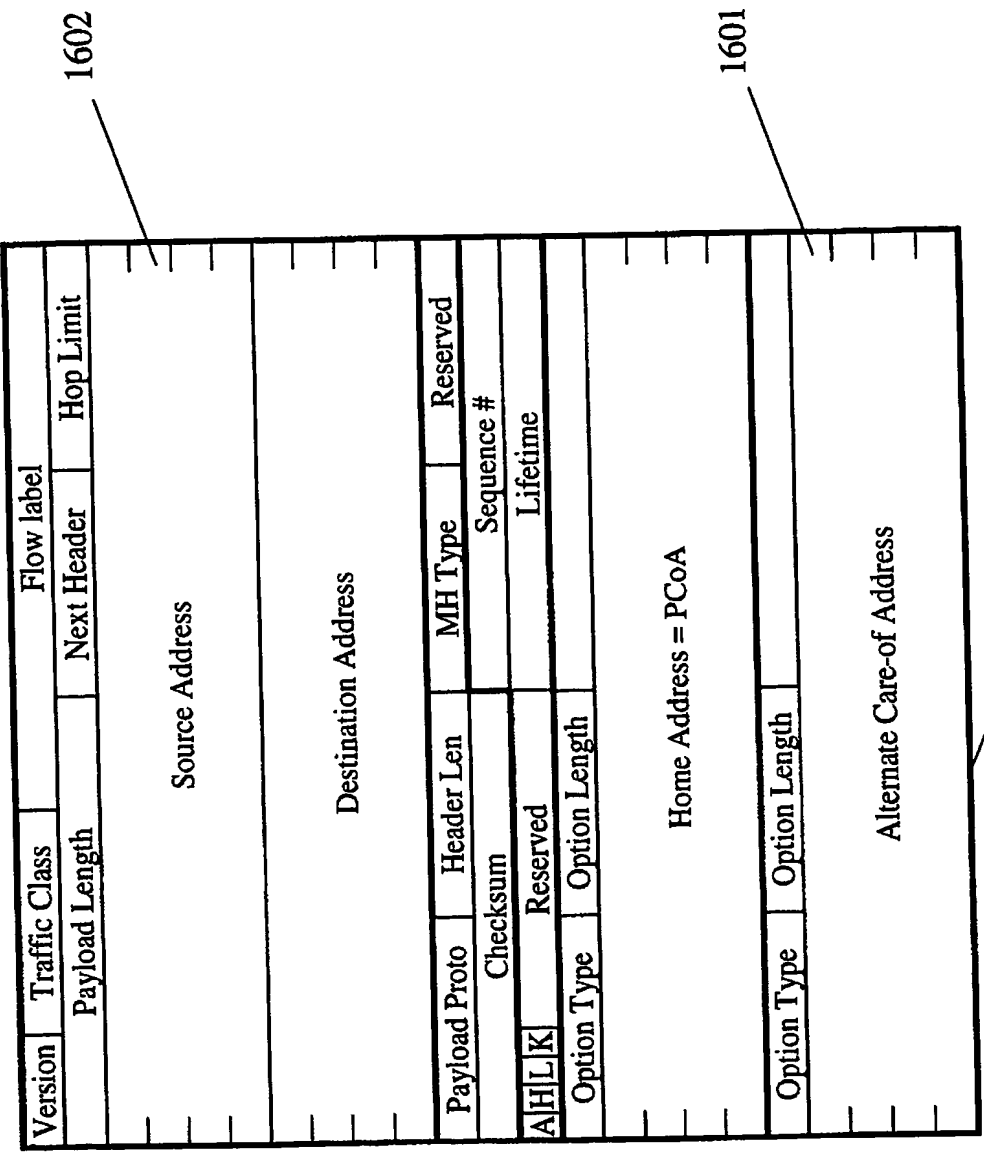 Version Traffic Class Flow label
Payload Length Next Header Hop Limit
Source Address
1602
Destination Address
Payload Proto Header Len MH Type Reserved
Checksum Sequence #
A H L K Reserved Lifetime
Option Type Option Length
Home Address = PCoA
Option Type Option Length
Alternate Care-of Address
1601